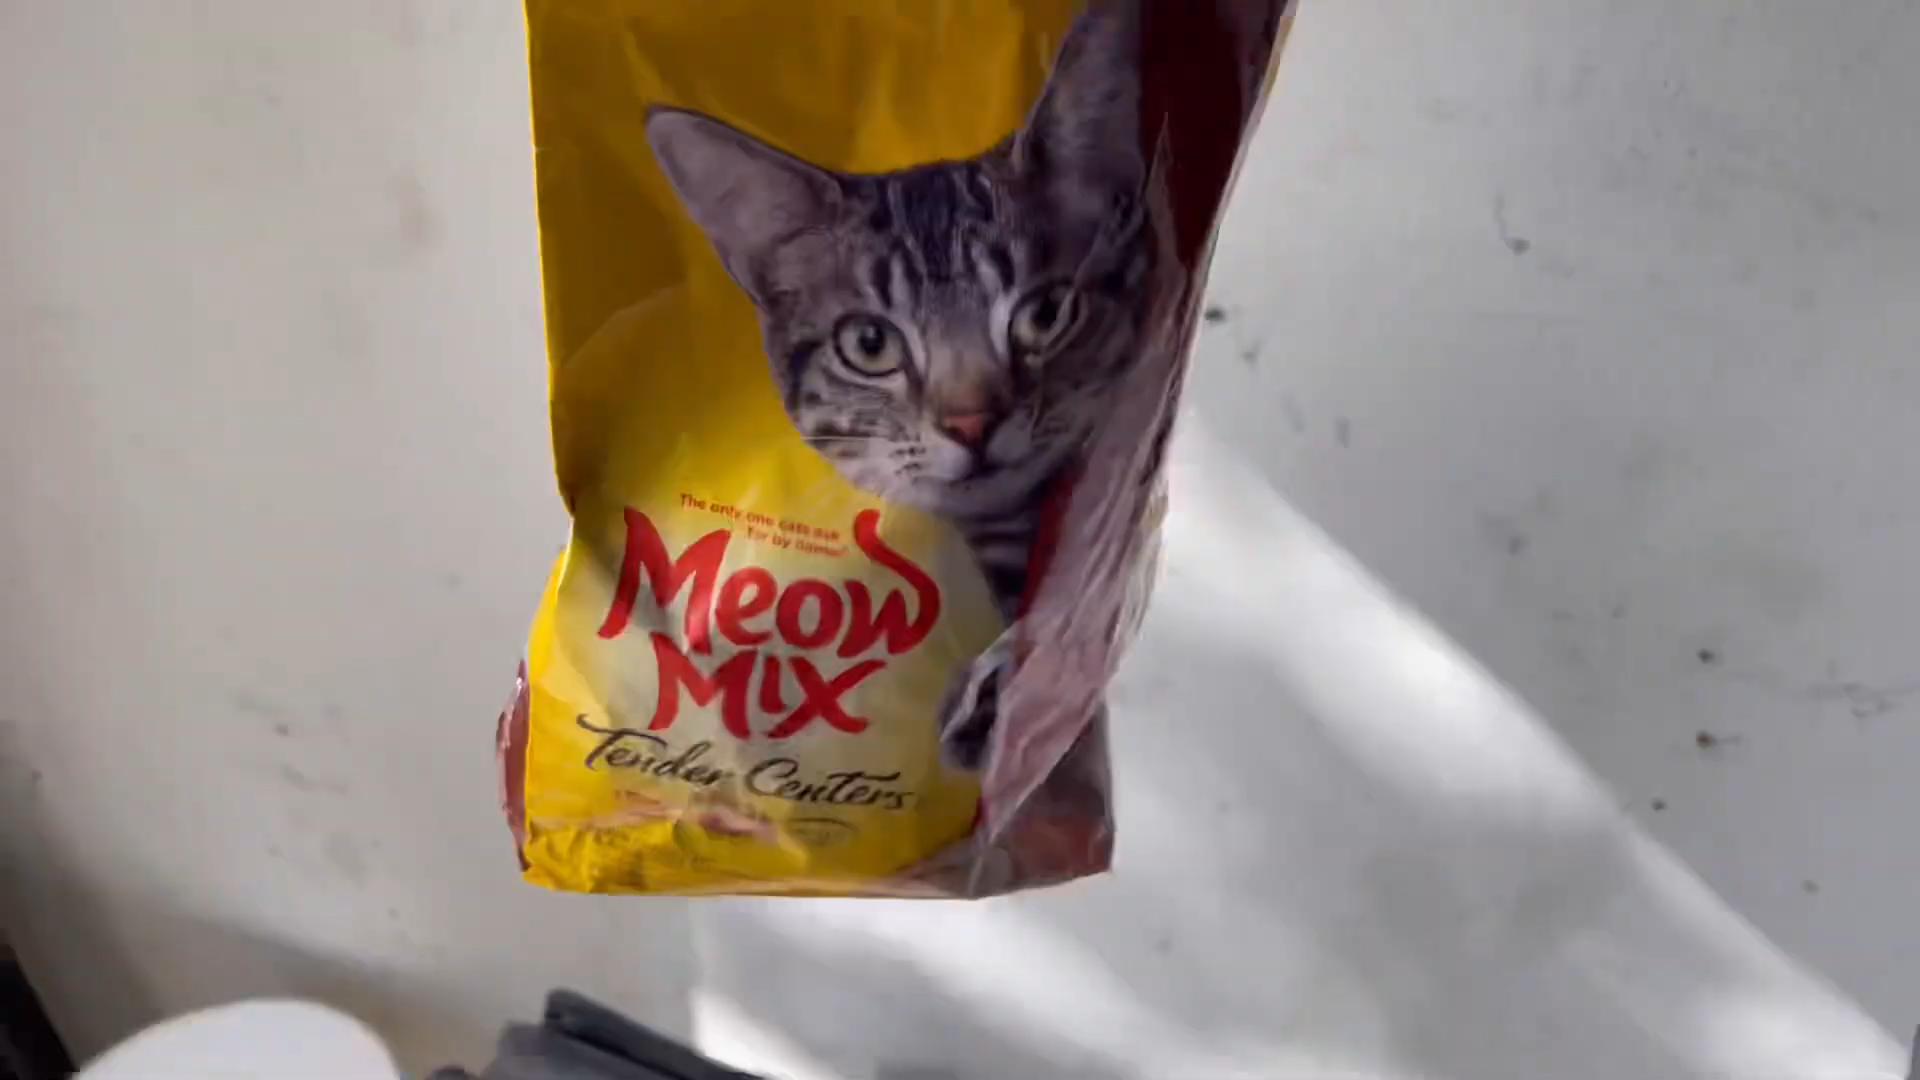 The only one cats ask
for by name!
Meow
Mix
Tender Centers